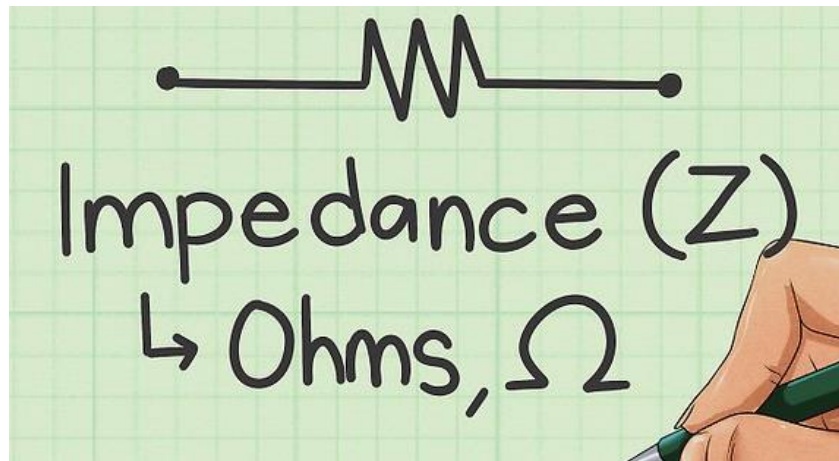 Impedance (Z)
↳ Ohms, Ω